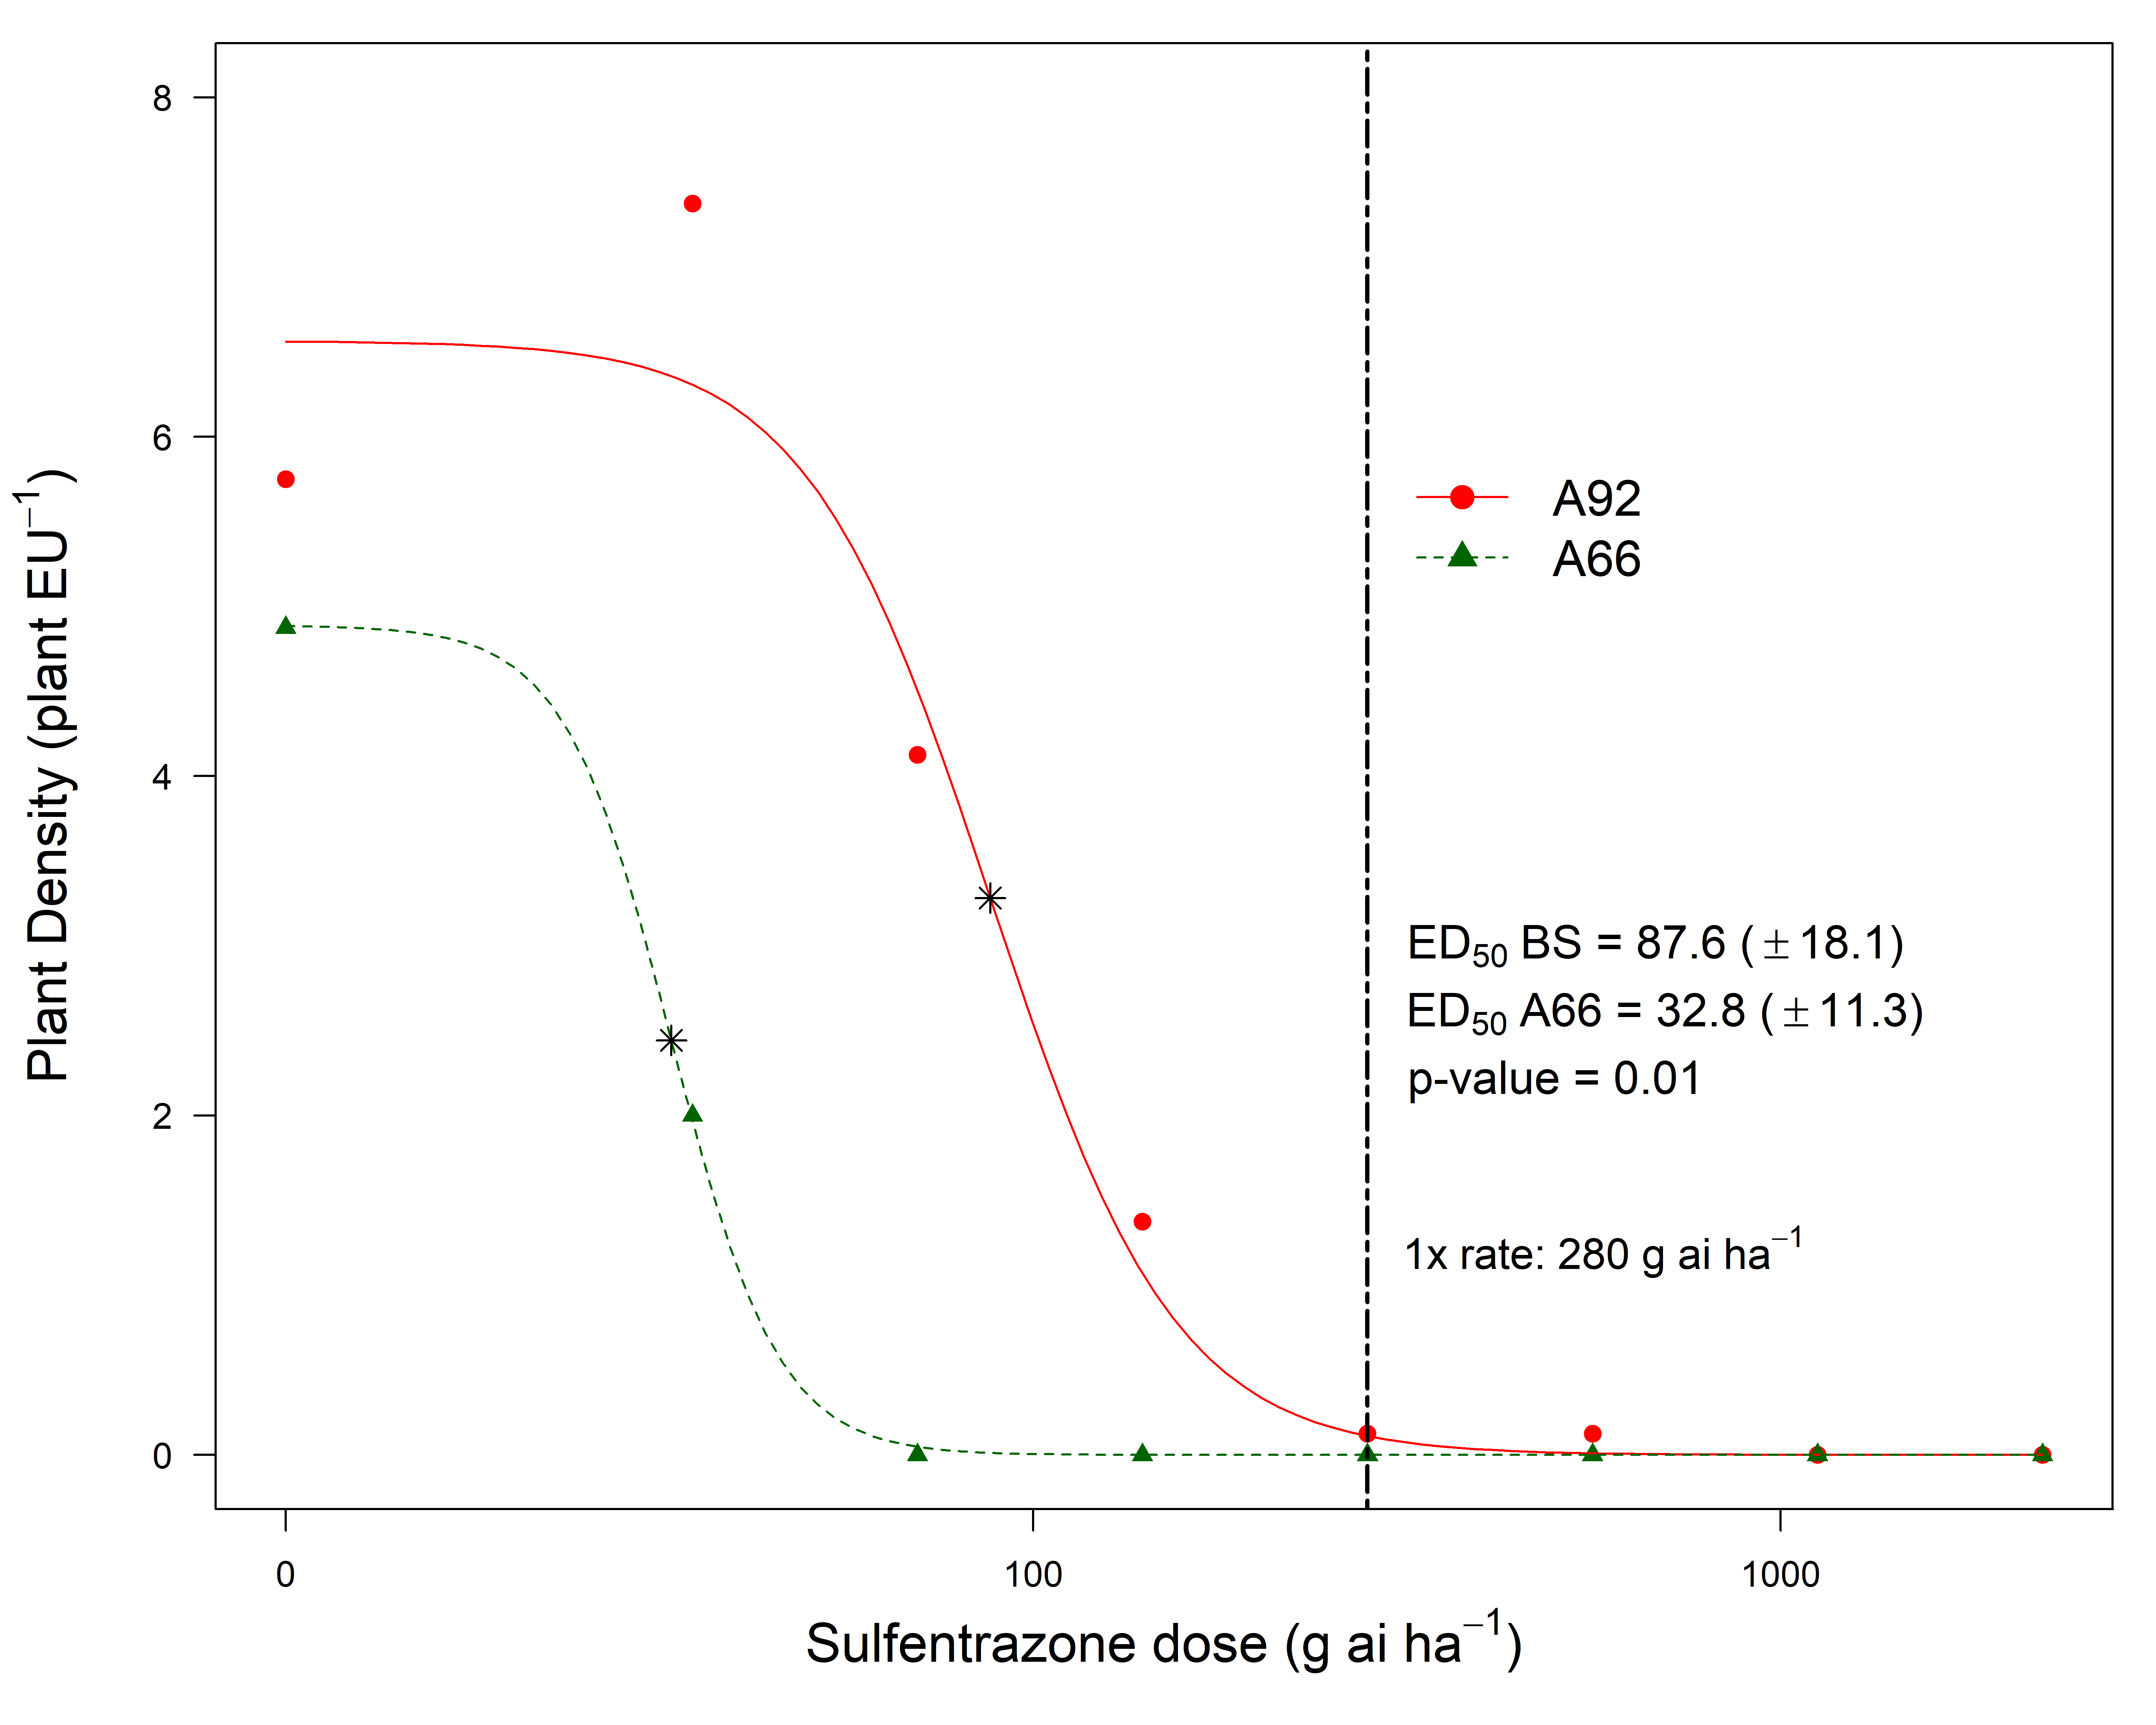 8
6
4
2
0
Plant Density (plant EU⁻¹)
A92
A66
ED₅₀ BS = 87.6 (±18.1)
ED₅₀ A66 = 32.8 (±11.3)
p-value = 0.01
1x rate: 280 g ai ha⁻¹
0 100 1000
Sulfentrazone dose (g ai ha⁻¹)